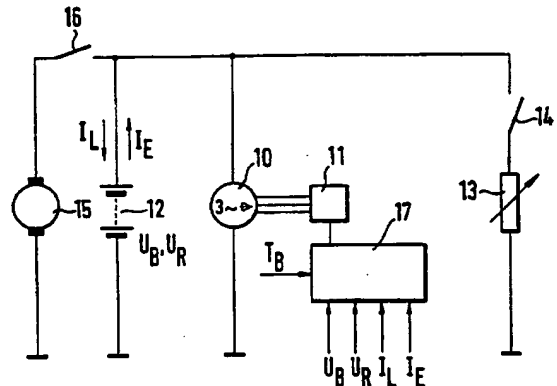 16
14
I_L
I_E
10
11
13
15
12
3~
17
U_B, U_R
T_B
U_B U_R I_L I_E